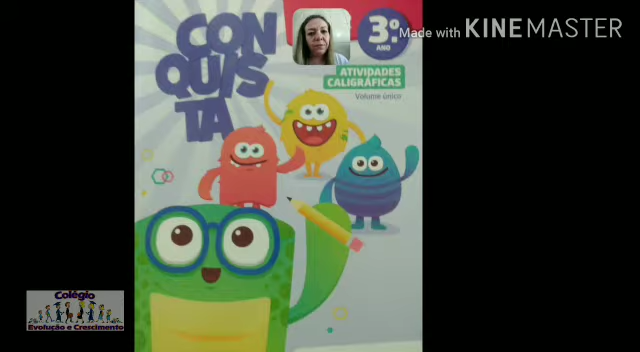 CON
QUIS
TA
3º
ANO
ATIVIDADES
CALIGRÁFICAS
Volume único
Made with KINEMASTER
Colégio
Evolução e Crescimento